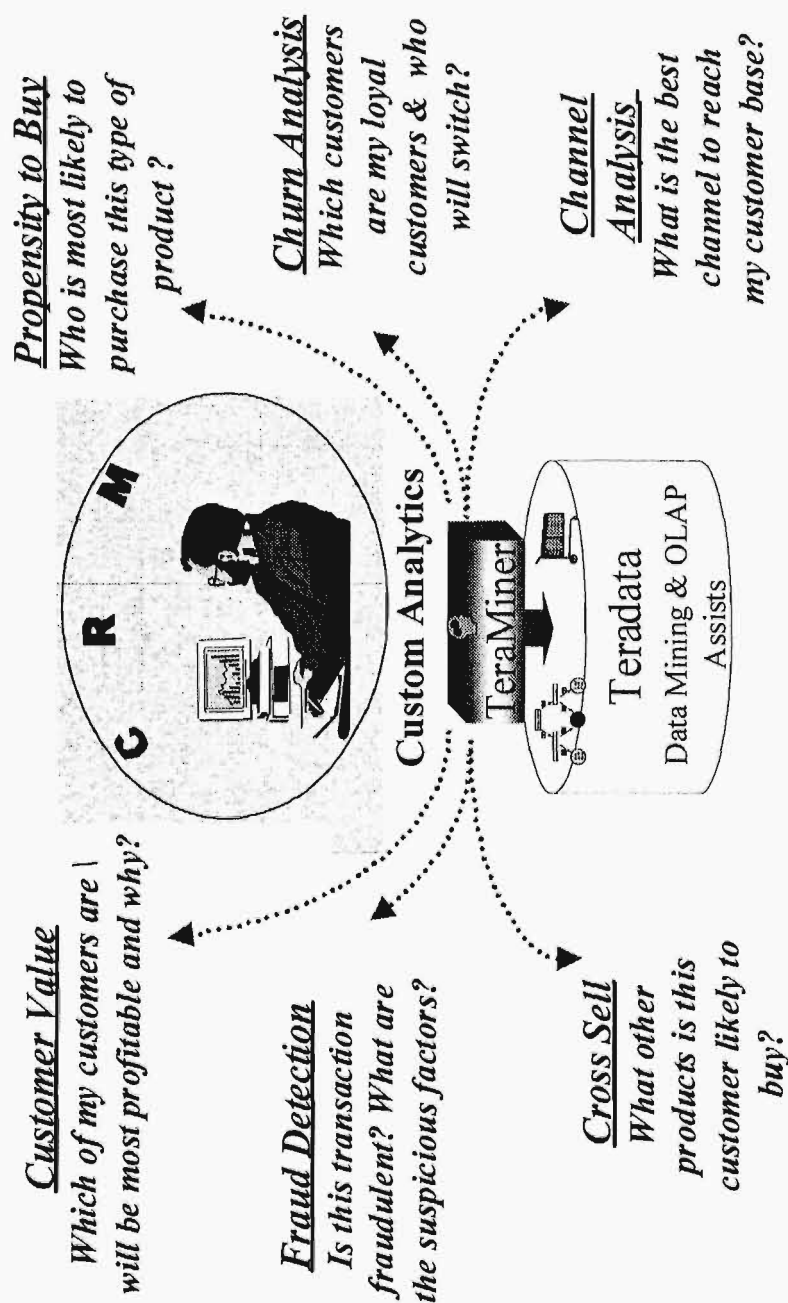 Customer Value
Which of my customers are \
will be most profitable and why?
Fraud Detection
Is this transaction
fraudulent? What are
the suspicious factors?
Cross Sell
What other
products is this
customer likely to
buy?
C R M
Custom Analytics
TeraMiner
Teradata
Data Mining & OLAP
Assists
Propensity to Buy
Who is most likely to
purchase this type of
product?
Churn Analysis
Which customers
are my loyal
customers & who
will switch?
Channel
Analysis
What is the best
channel to reach
my customer base?